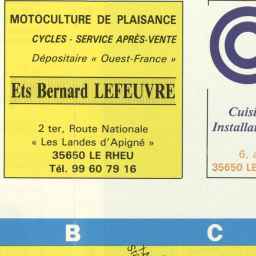 MOTOCULTURE DE PLAISANCE
CYCLES - SERVICE APRÈS-VENTE
Dépositaire « Ouest-France »
Ets Bernard LEFEUVRE
2 ter, Route Nationale
« Les Landes d'Apigné »
35650 LE RHEU
Tél. 99 60 79 16
Cuisi
Installa
6,
35650 LE
B C